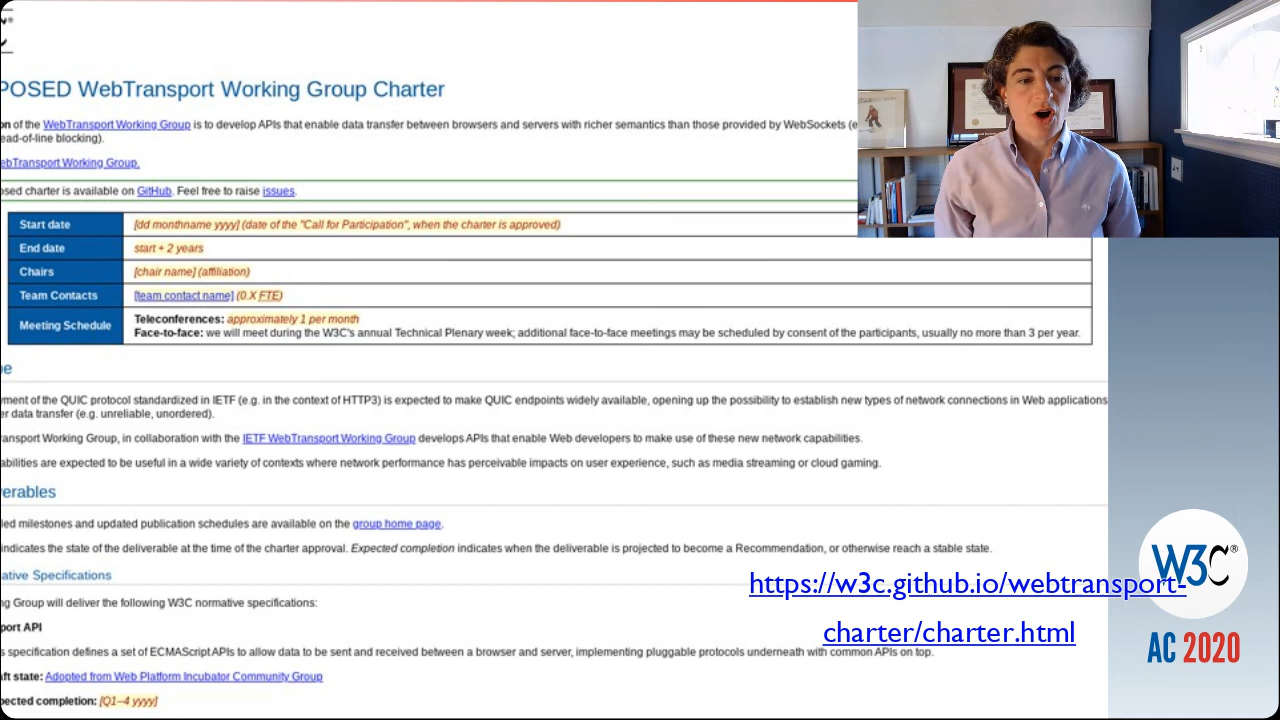 POSED WebTransport Working Group Charter
on of the WebTransport Working Group is to develop APIs that enable data transfer between browsers and servers with richer semantics than those provided by WebSockets (e
ead-of-line blocking).
ebTransport Working Group.
osed charter is available on GitHub. Feel free to raise issues.
Start date [dd monthname yyyy] (date of the "Call for Participation", when the charter is approved)
End date start + 2 years
Chairs [chair name] (affiliation)
Team Contacts [team contact name] (0.X FTE)
Meeting Schedule Teleconferences: approximately 1 per month
Face-to-face: we will meet during the W3C's annual Technical Plenary week; additional face-to-face meetings may be scheduled by consent of the participants, usually no more than 3 per year.
pe
yment of the QUIC protocol standardized in IETF (e.g. in the context of HTTP3) is expected to make QUIC endpoints widely available, opening up the possibility to establish new types of network connections in Web applications
er data transfer (e.g. unreliable, unordered).
ransport Working Group, in collaboration with the IETF WebTransport Working Group develops APIs that enable Web developers to make use of these new network capabilities.
abilities are expected to be useful in a wide variety of contexts where network performance has perceivable impacts on user experience, such as media streaming or cloud gaming.
verables
led milestones and updated publication schedules are available on the group home page.
indicates the state of the deliverable at the time of the charter approval. Expected completion indicates when the deliverable is projected to become a Recommendation, or otherwise reach a stable state.
ative Specifications
ng Group will deliver the following W3C normative specifications:
port API
s specification defines a set of ECMAScript APIs to allow data to be sent and received between a browser and server, implementing pluggable protocols underneath with common APIs on top.
aft state: Adopted from Web Platform Incubator Community Group
pected completion: [Q1–4 yyyy]
https://w3c.github.io/webtransport-
charter/charter.html
W3C®
AC 2020